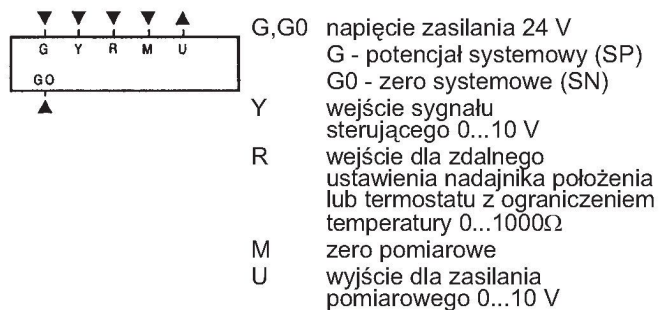 G Y R M U
G0
G,G0 napięcie zasilania 24 V
G - potencjał systemowy (SP)
G0 - zero systemowe (SN)
Y wejście sygnału
sterującego 0...10 V
R wejście dla zdalnego
ustawienia nadajnika położenia
lub termostatu z ograniczeniem
temperatury 0...1000Ω
M zero pomiarowe
U wyjście dla zasilania
pomiarowego 0...10 V